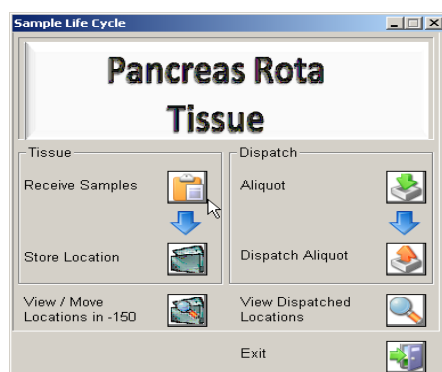 Sample Life Cycle
Pancreas Rota
Tissue
Tissue
Receive Samples
Store Location
View / Move
Locations in -150
Dispatch
Aliquot
Dispatch Aliquot
View Dispatched
Locations
Exit